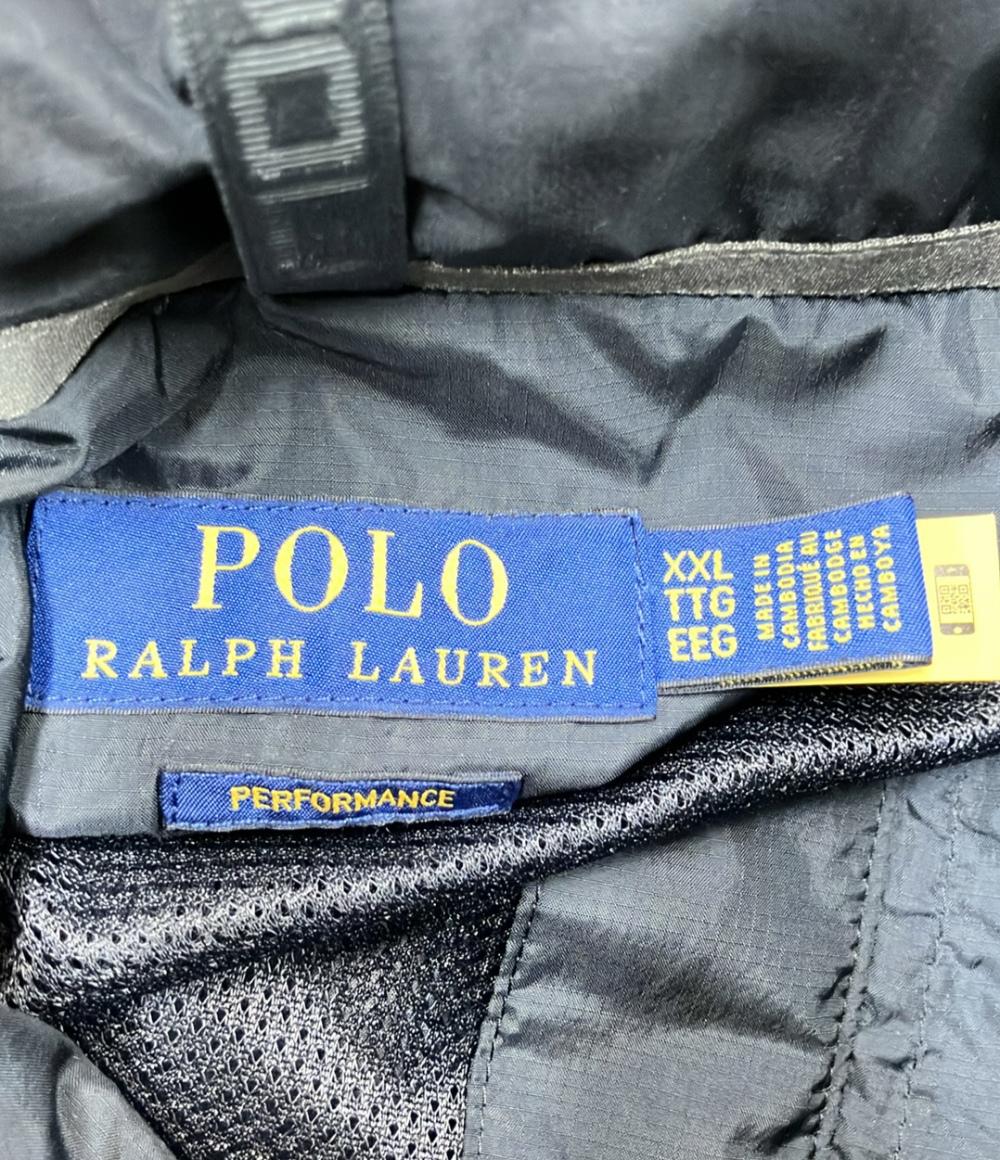 POLO
RALPH LAUREN
XXL
TTG
EEG
MADE IN
CAMBODIA
FABRIQUÉ AU
CAMBODGE
HECHO EN
CAMBOYA
PERFORMANCE